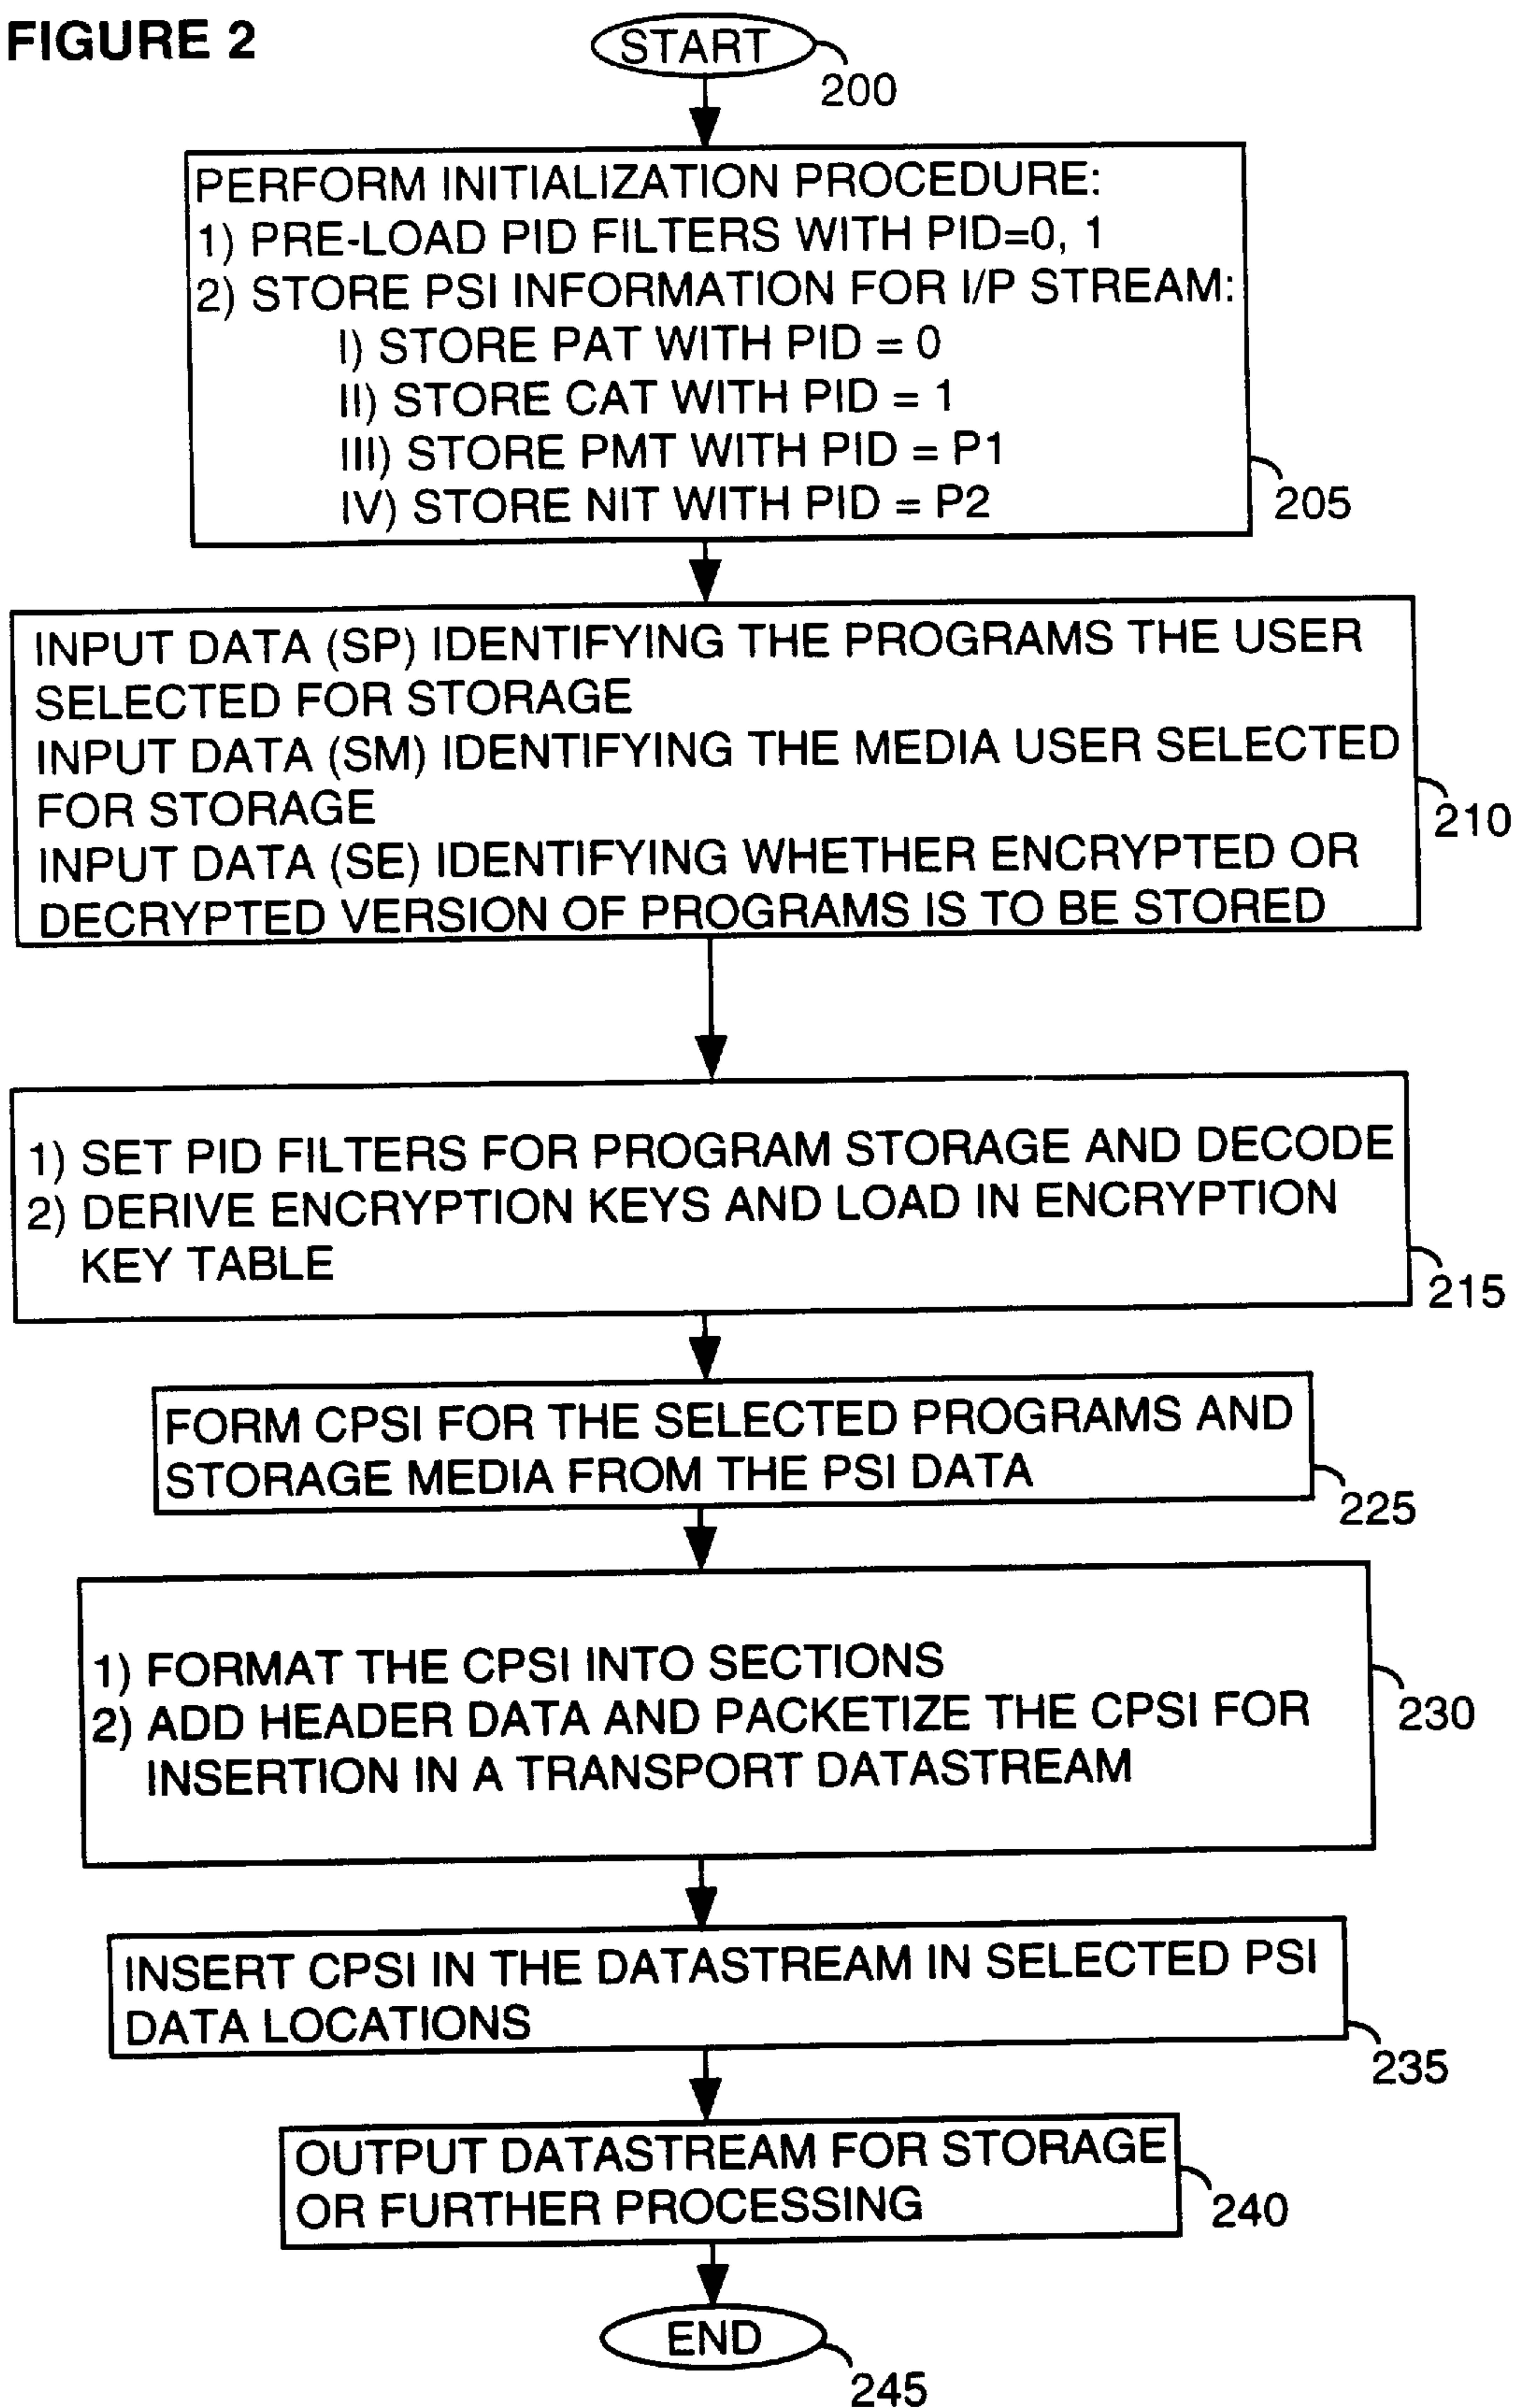 FIGURE 2
START
200
PERFORM INITIALIZATION PROCEDURE:
1) PRE-LOAD PID FILTERS WITH PID=0, 1
2) STORE PSI INFORMATION FOR I/P STREAM:
I) STORE PAT WITH PID = 0
II) STORE CAT WITH PID = 1
III) STORE PMT WITH PID = P1
IV) STORE NIT WITH PID = P2
205
INPUT DATA (SP) IDENTIFYING THE PROGRAMS THE USER
SELECTED FOR STORAGE
INPUT DATA (SM) IDENTIFYING THE MEDIA USER SELECTED
FOR STORAGE
INPUT DATA (SE) IDENTIFYING WHETHER ENCRYPTED OR
DECRYPTED VERSION OF PROGRAMS IS TO BE STORED
210
1) SET PID FILTERS FOR PROGRAM STORAGE AND DECODE
2) DERIVE ENCRYPTION KEYS AND LOAD IN ENCRYPTION
KEY TABLE
215
FORM CPSI FOR THE SELECTED PROGRAMS AND
STORAGE MEDIA FROM THE PSI DATA
225
1) FORMAT THE CPSI INTO SECTIONS
2) ADD HEADER DATA AND PACKETIZE THE CPSI FOR
INSERTION IN A TRANSPORT DATASTREAM
230
INSERT CPSI IN THE DATASTREAM IN SELECTED PSI
DATA LOCATIONS
235
OUTPUT DATASTREAM FOR STORAGE
OR FURTHER PROCESSING
240
END
245